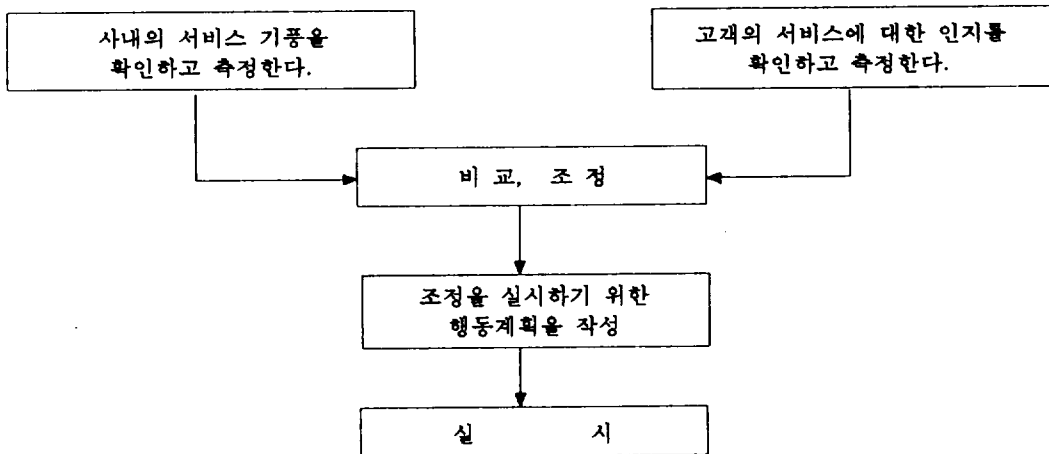 사내의 서비스 기풍을
확인하고 측정한다.
고객의 서비스에 대한 인지를
확인하고 측정한다.
비 교, 조 정
조정을 실시하기 위한
행동계획을 작성
실 시